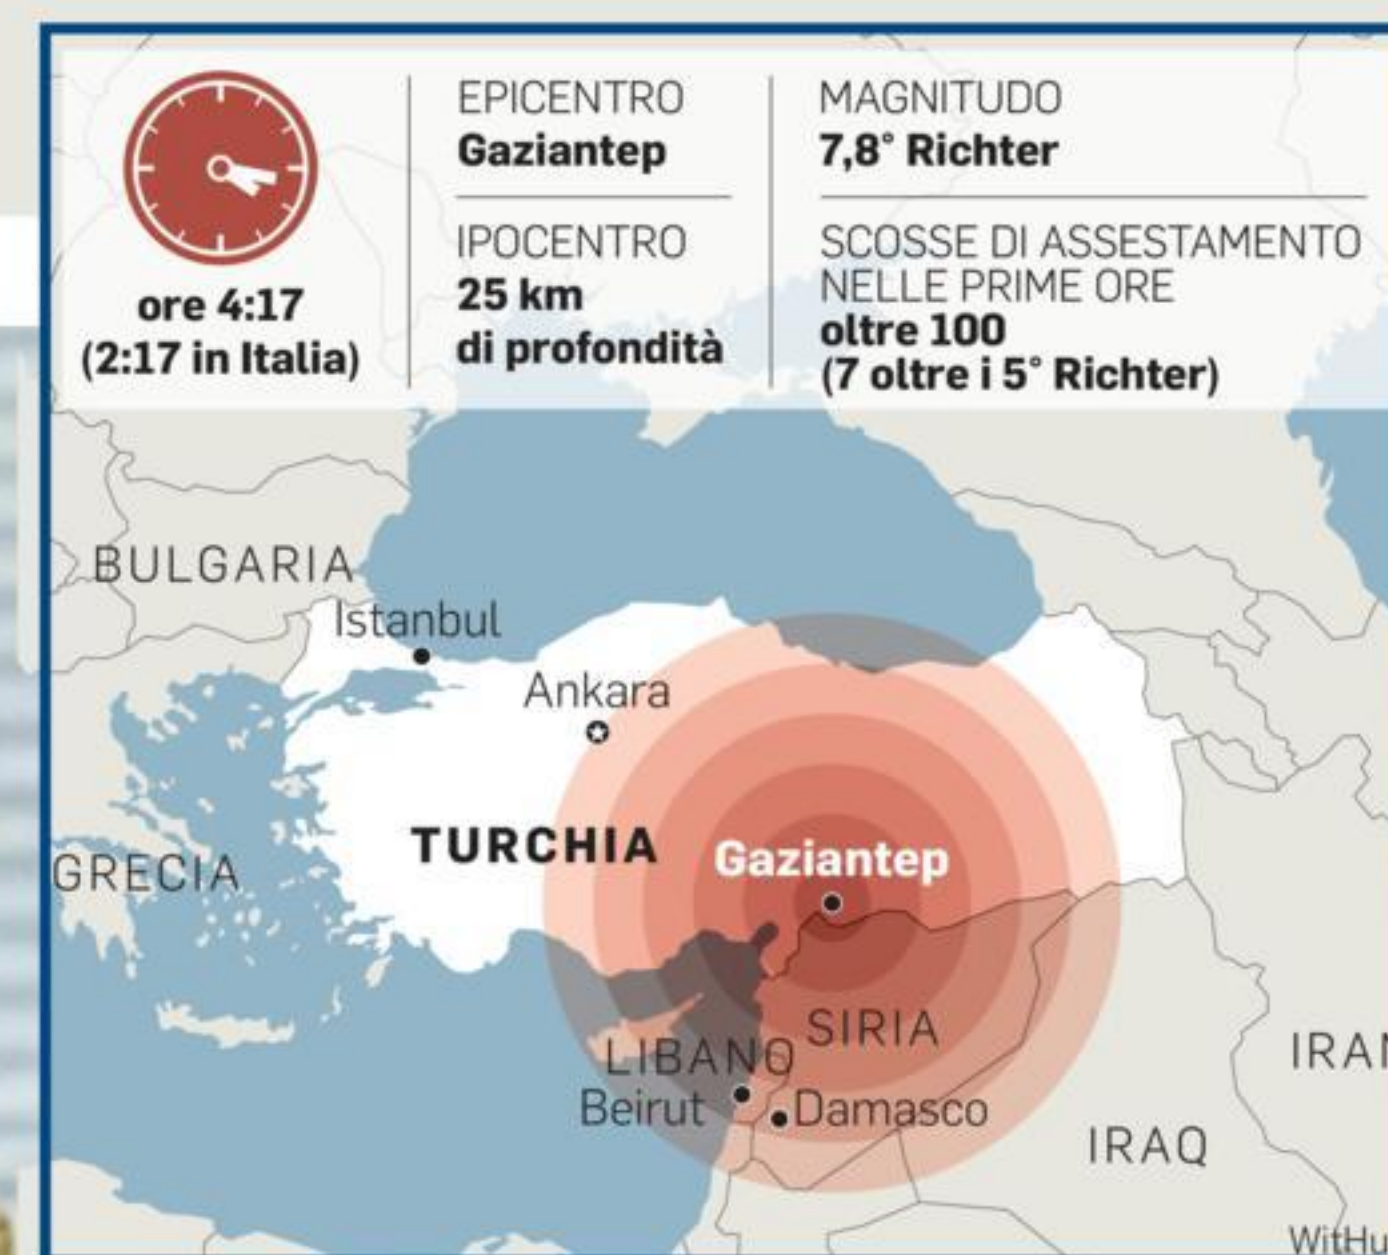 ore 4:17
(2:17 in Italia)
EPICENTRO
Gaziantep
IPOCENTRO
25 km
di profondità
MAGNITUDO
7,8° Richter
SCOSSE DI ASSESTAMENTO
NELLE PRIME ORE
oltre 100
(7 oltre i 5° Richter)
BULGARIA
Istanbul
Ankara
TURCHIA
Gaziantep
GRECIA
SIRIA
LIBANO
Beirut
Damasco
IRAN
IRAQ
WitHu